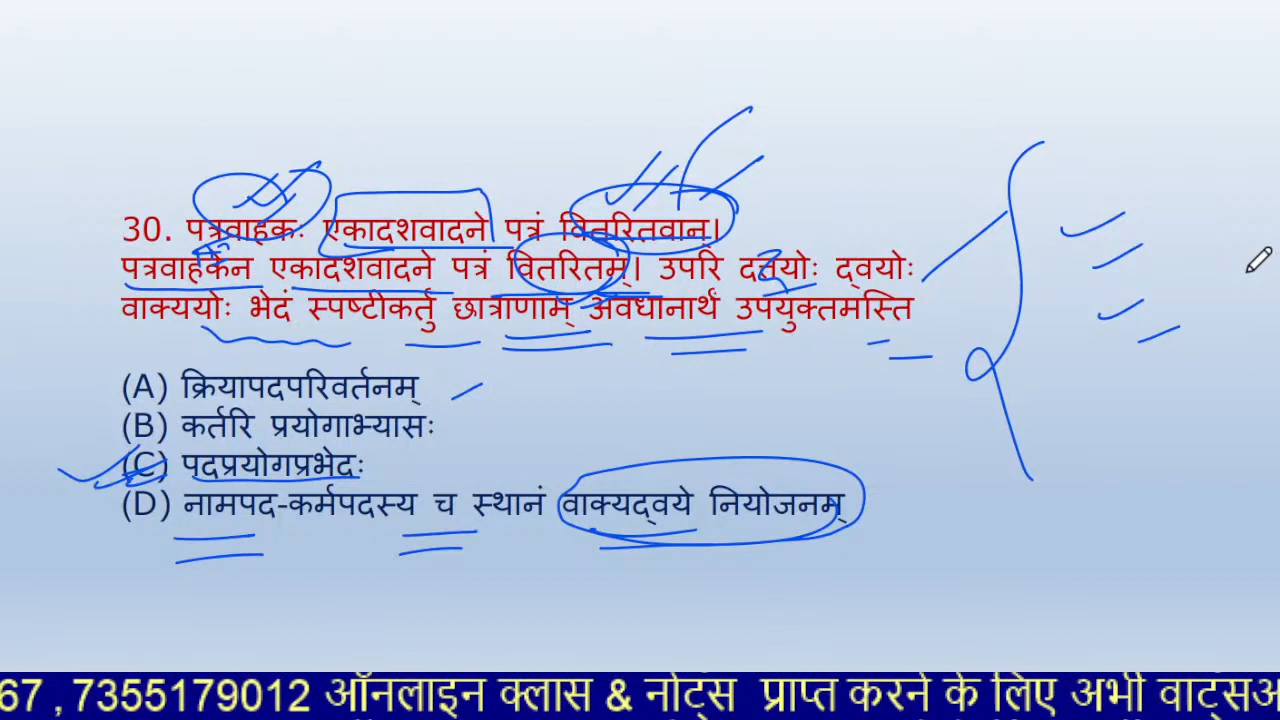 30. पत्रवाहकः एकादशवादने पत्रं वितरितवान्।
पत्रवाहकेन एकादशवादने पत्रं वितरितम्। उपरि दत्तयोः द्वयोः
वाक्ययोः भेदं स्पष्टीकर्तु छात्राणाम् अवधानार्थं उपयुक्तमस्ति
(A) क्रियापदपरिवर्तनम्
(B) कर्तरि प्रयोगाभ्यासः
(C) पदप्रयोगप्रभेदः
(D) नामपद-कर्मपदस्य च स्थानं वाक्यद्वये नियोजनम्
67 , 7355179012 ऑनलाइन क्लास & नोट्स प्राप्त करने के लिए अभी